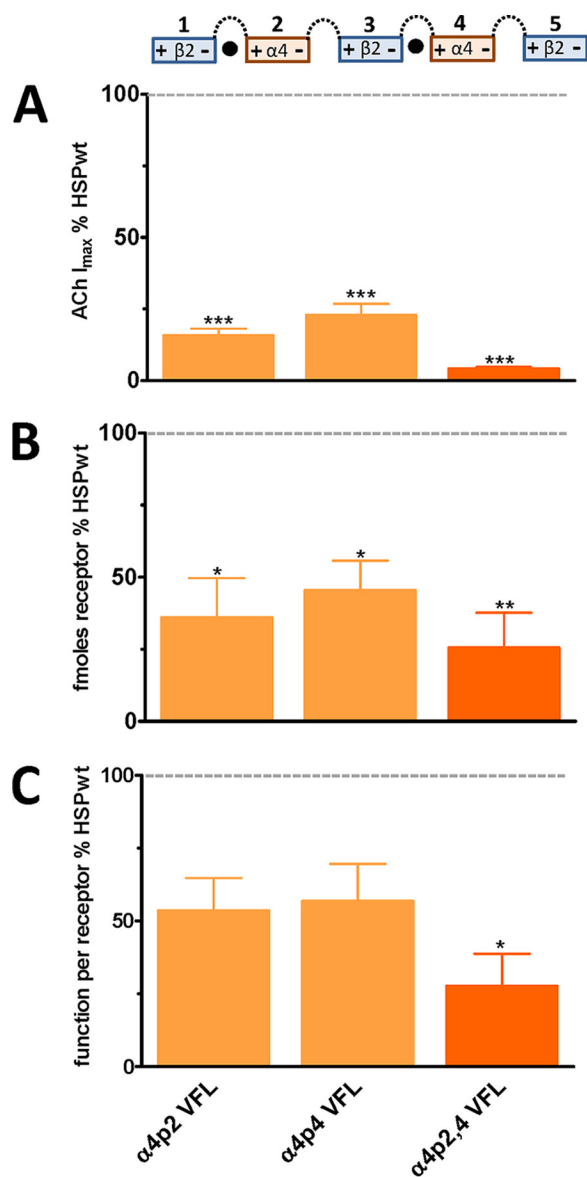 1 2 3 4 5
+ β2 - + α4 - + β2 - + α4 - + β2 -
A
100
50
0
ACh Imax % HSPwt
*** *** ***
B
100
50
0
fmoles receptor % HSPwt
* * **
C
100
50
0
function per receptor % HSPwt
*
α4p2 VFL α4p4 VFL α4p2,4 VFL